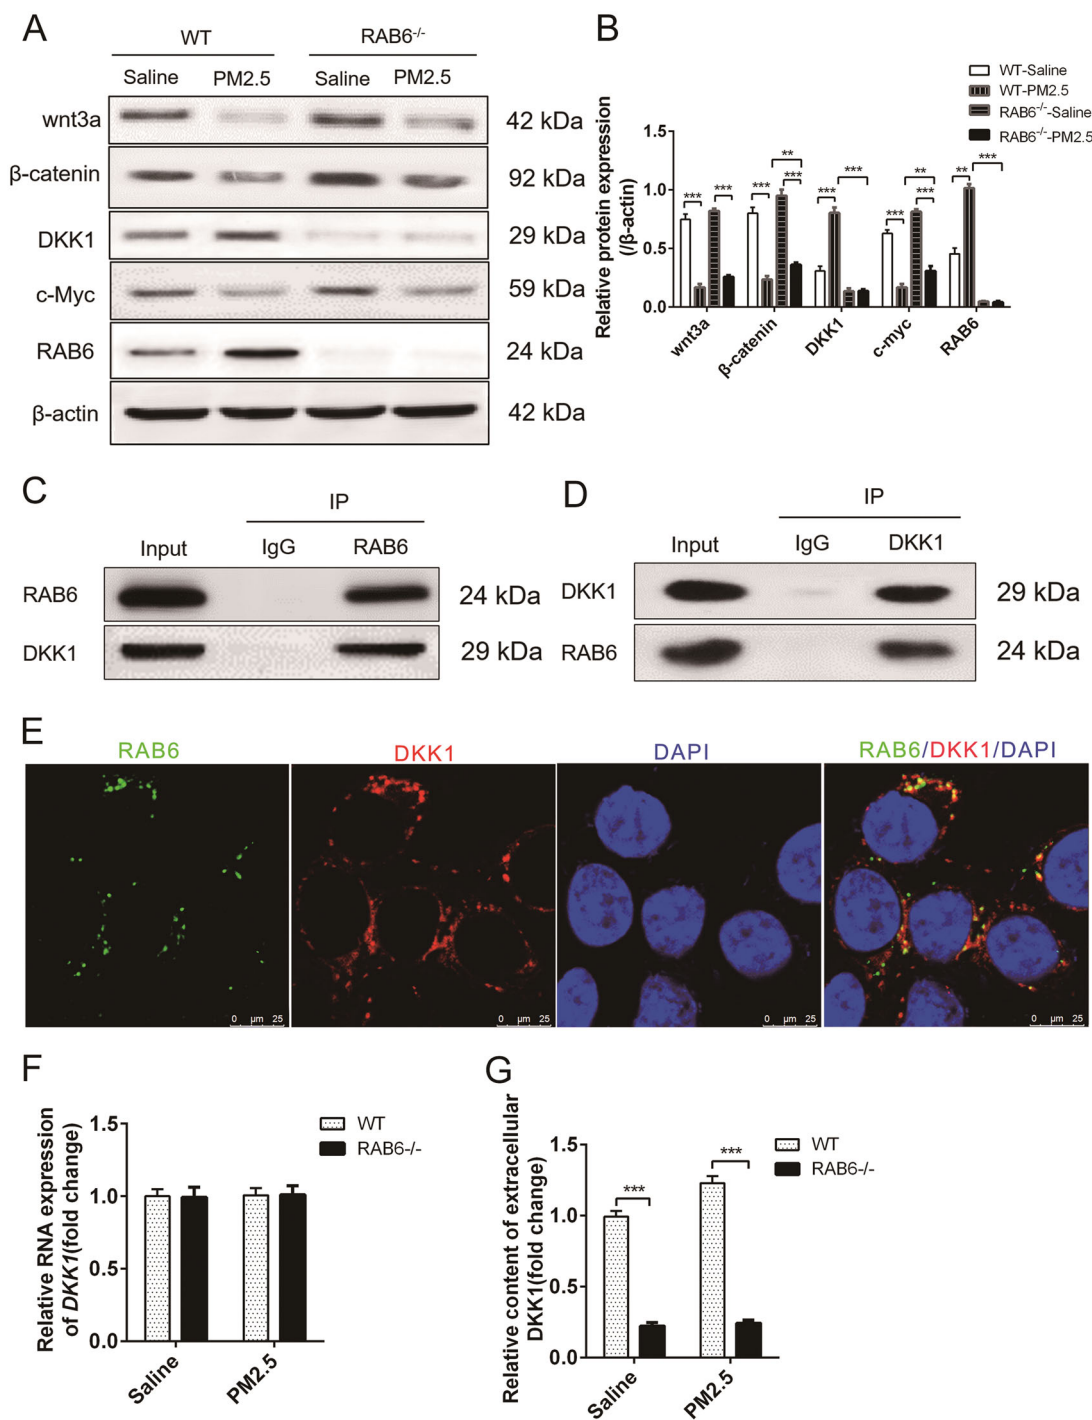 A
WT RAB6-/-
Saline PM2.5 Saline PM2.5
wnt3a 42 kDa
β-catenin 92 kDa
DKK1 29 kDa
c-Myc 59 kDa
RAB6 24 kDa
β-actin 42 kDa
B
WT-Saline
WT-PM2.5
RAB6-/--Saline
RAB6-/--PM2.5
Relative protein expression
(/β-actin)
1.5
1.0
0.5
0.0
*** *** *** ** *** *** *** *** ** *** ** ***
wnt3a β-catenin DKK1 c-myc RAB6
C
IP
Input IgG RAB6
RAB6 24 kDa
DKK1 29 kDa
D
IP
Input IgG DKK1
DKK1 29 kDa
RAB6 24 kDa
E
RAB6 DKK1 DAPI RAB6/DKK1/DAPI
0 µm 25 0 µm 25 0 µm 25 0 µm 25
F
WT
RAB6-/-
Relative RNA expression
of DKK1(fold change)
1.5
1.0
0.5
0.0
Saline PM2.5
G
WT
RAB6-/-
Relative content of extracellular
DKK1(fold change)
1.5
1.0
0.5
0.0
*** ***
Saline PM2.5